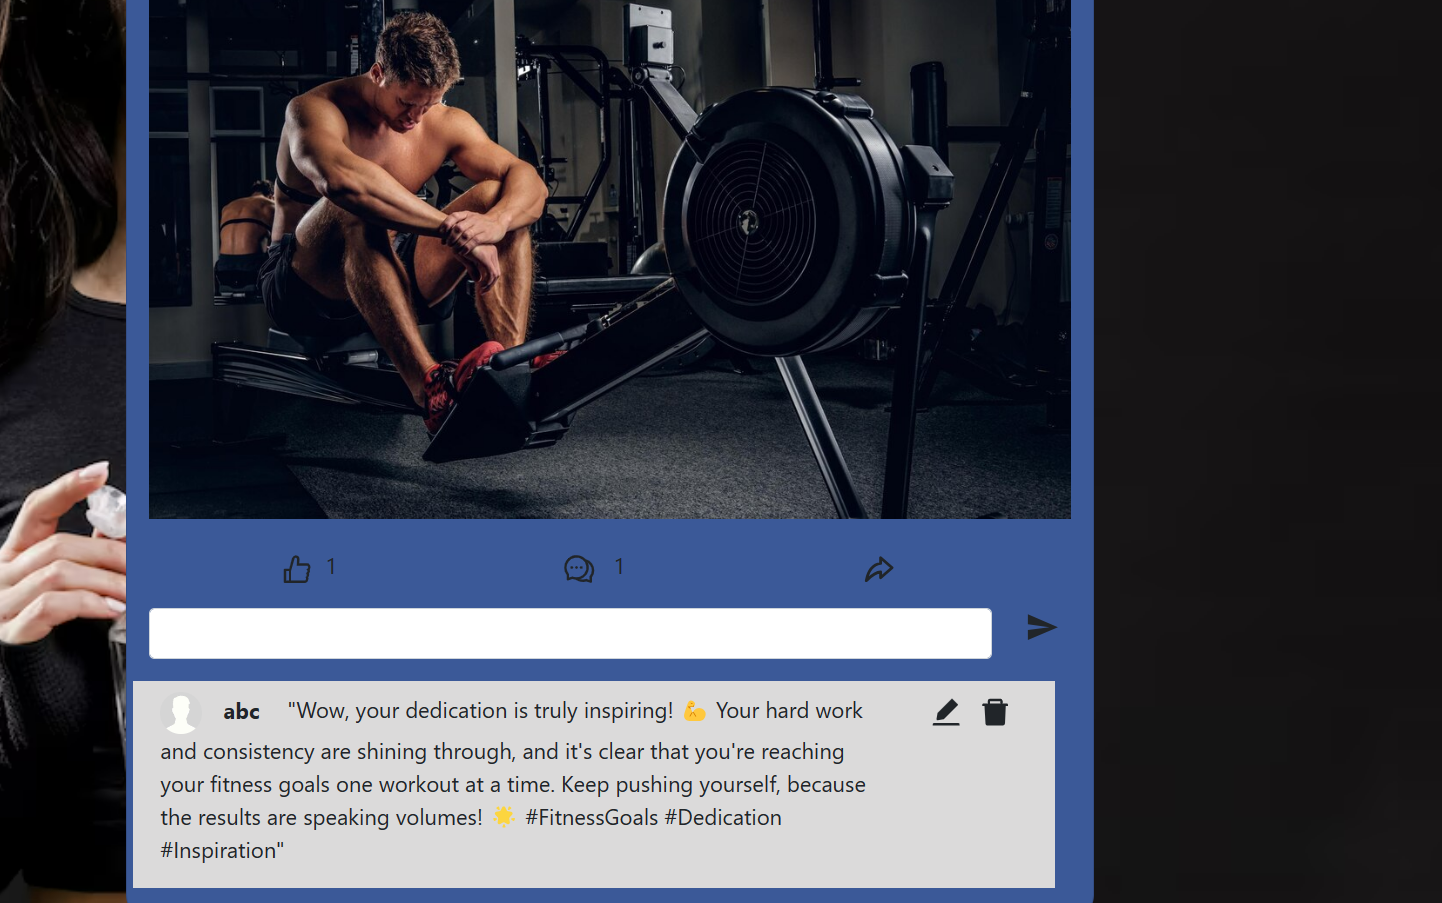 1 1
abc "Wow, your dedication is truly inspiring! 💪 Your hard work
and consistency are shining through, and it's clear that you're reaching
your fitness goals one workout at a time. Keep pushing yourself, because
the results are speaking volumes! 🌟 #FitnessGoals #Dedication
#Inspiration"